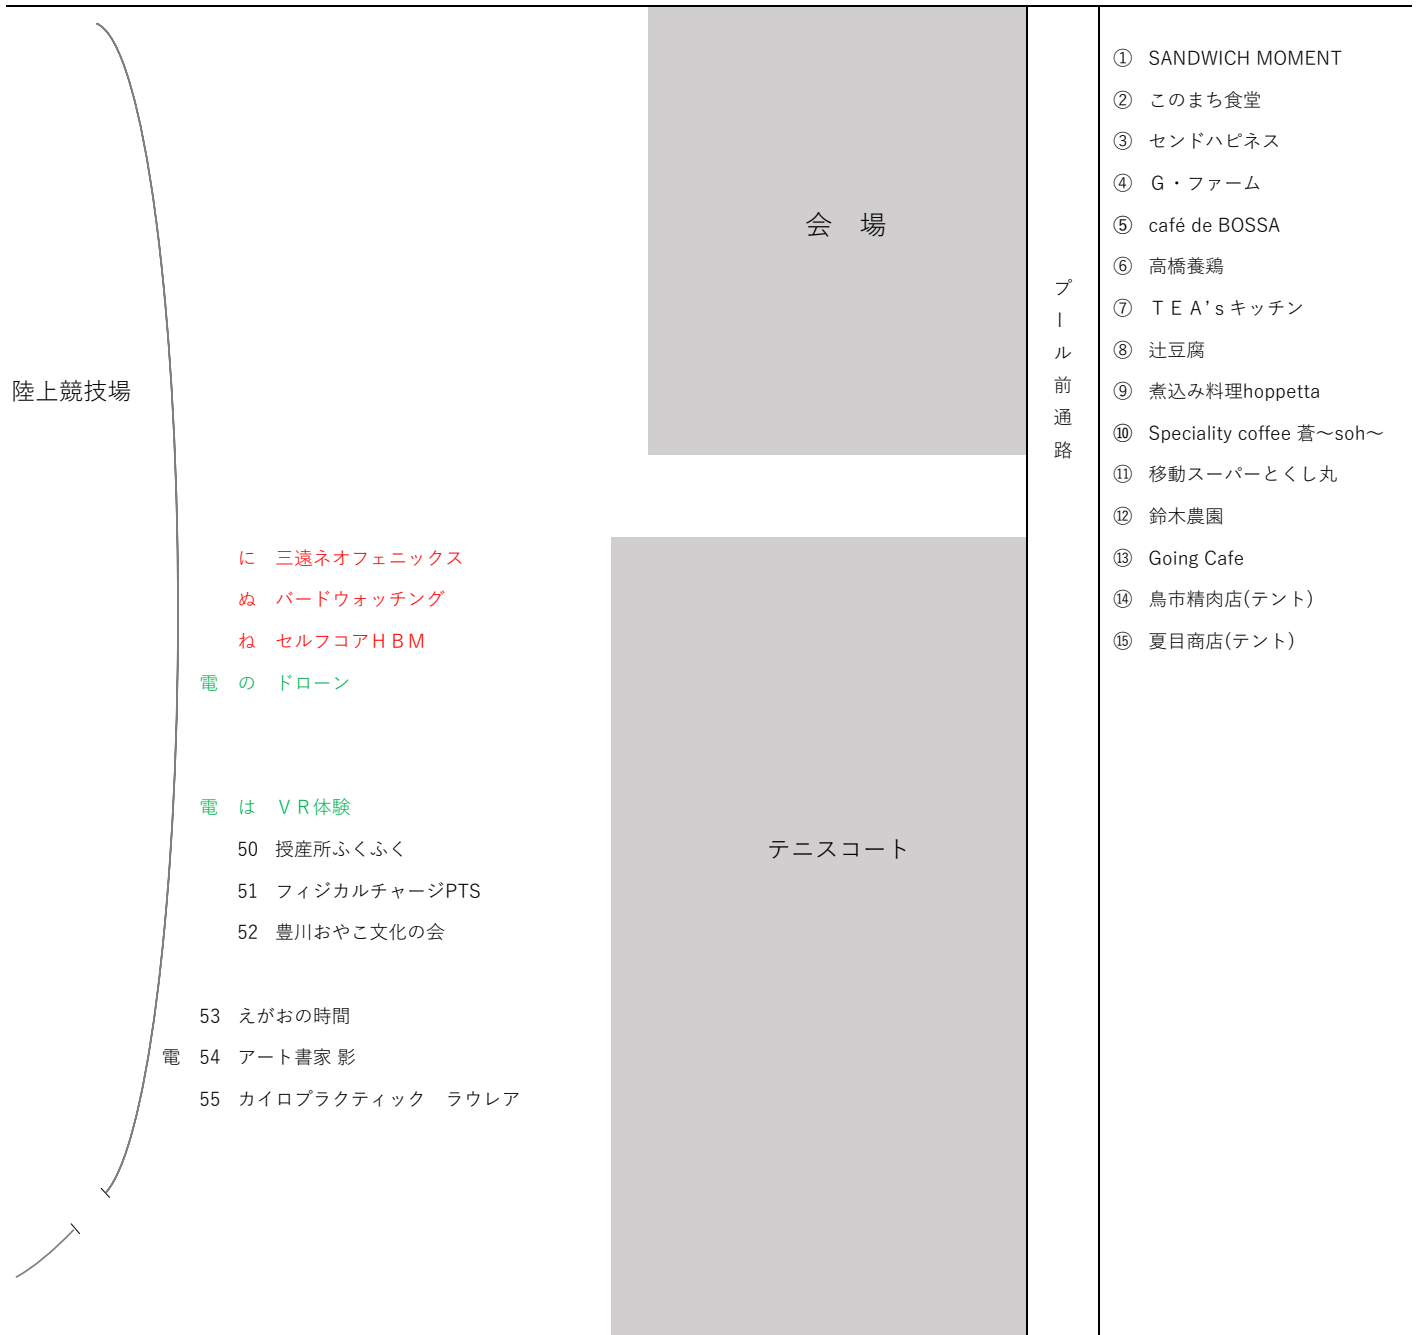 陸上競技場
会　場
に　三遠ネオフェニックス
ぬ　バードウォッチング
ね　セルフコアＨＢＭ
電　の　ドローン
電　は　ＶＲ体験
50　授産所ふくふく
51　フィジカルチャージPTS
52　豊川おやこ文化の会
53　えがおの時間
電　54　アート書家 影
55　カイロプラクティック　ラウレア
テニスコート
プール前通路
① SANDWICH MOMENT
② このまち食堂
③ センドハピネス
④ Ｇ・ファーム
⑤ café de BOSSA
⑥ 高橋養鶏
⑦ ＴＥＡ’ｓキッチン
⑧ 辻豆腐
⑨ 煮込み料理hoppetta
⑩ Speciality coffee 蒼～soh～
⑪ 移動スーパーとくし丸
⑫ 鈴木農園
⑬ Going Cafe
⑭ 鳥市精肉店(テント)
⑮ 夏目商店(テント)